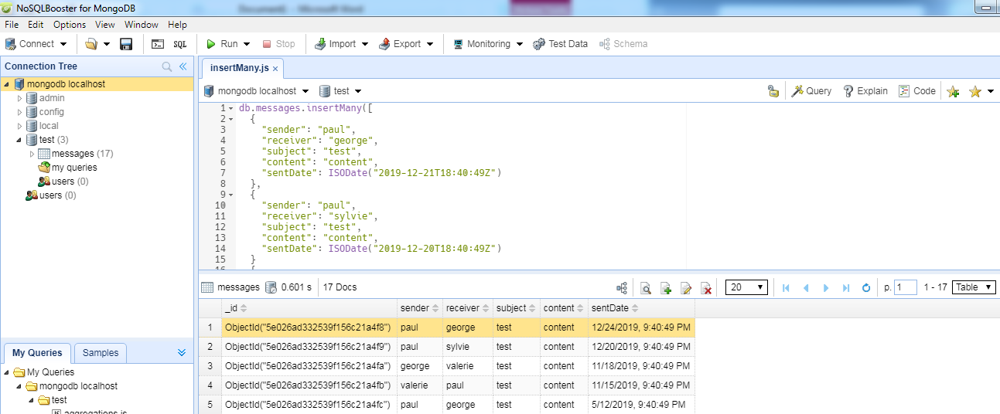 NoSQLBooster for MongoDB
Document1 - Microsoft Word
File Edit Options View Window Help
Connect SQL Run Stop Import Export Monitoring Test Data Schema
Connection Tree
insertMany.js ×
mongodb localhost
admin
config
local
test (3)
messages (17)
my queries
users (0)
users (0)
mongodb localhost test Query Explain Code
1 db.messages.insertMany([
2 {
3 "sender": "paul",
4 "receiver": "george",
5 "subject": "test",
6 "content": "content",
7 "sentDate": ISODate("2019-12-21T18:40:49Z")
8 },
9 {
10 "sender": "paul",
11 "receiver": "sylvie",
12 "subject": "test",
13 "content": "content",
14 "sentDate": ISODate("2019-12-20T18:40:49Z")
15 }
16 {
messages 0.601 s 17 Docs 20 p. 1 1 - 17 Table
_id sender receiver subject content sentDate
1 ObjectId("5e026ad332539f156c21a4f8") paul george test content 12/24/2019, 9:40:49 PM
2 ObjectId("5e026ad332539f156c21a4f9") paul sylvie test content 12/20/2019, 9:40:49 PM
3 ObjectId("5e026ad332539f156c21a4fa") george valerie test content 11/18/2019, 9:40:49 PM
4 ObjectId("5e026ad332539f156c21a4fb") valerie paul test content 11/15/2019, 9:40:49 PM
5 ObjectId("5e026ad332539f156c21a4fc") paul george test content 5/12/2019, 9:40:49 PM
My Queries Samples
My Queries
mongodb localhost
test
JS aggregations.js